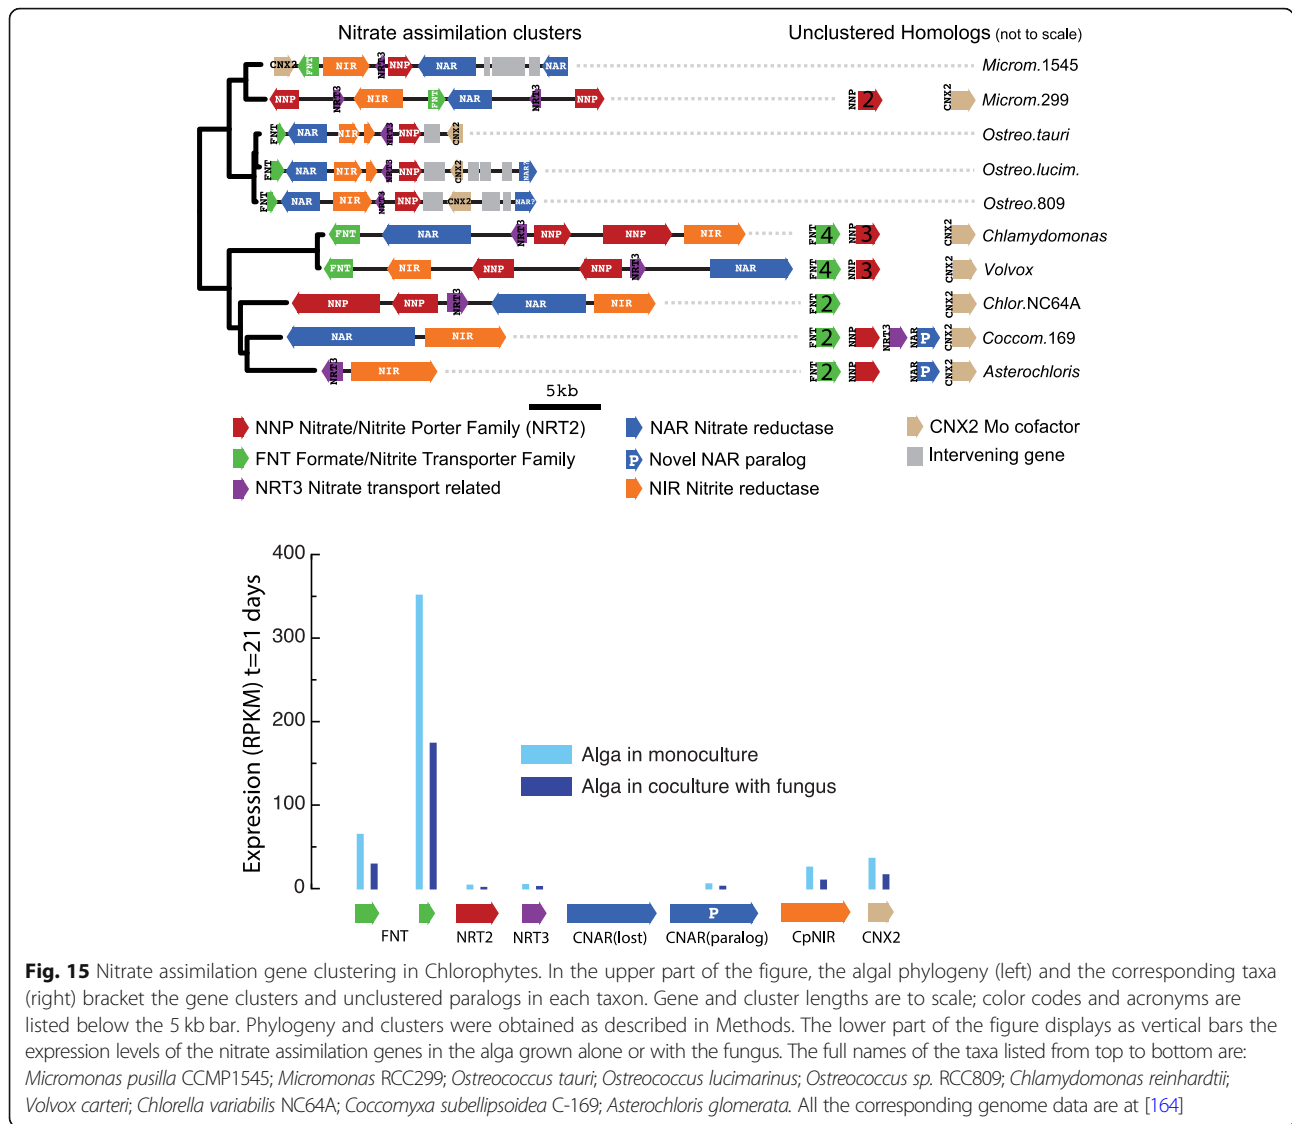 Nitrate assimilation clusters Unclustered Homologs (not to scale)
CNX2 FNT NIR NRT3 NNP NAR NAR Microm.1545
NNP NRT3 NIR FNT NAR NRT3 NNP NNP 2 CNX2 Microm.299
FNT NAR NIR NRT3 NNP CNX2 Ostreo.tauri
FNT NAR NIR NRT3 NNP CNX2 NAR? Ostreo.lucim.
FNT NAR NIR NRT3 NNP CNX2 NAR? Ostreo.809
FNT NAR NRT3 NNP NNP NIR FNT 4 NNP 3 CNX2 Chlamydomonas
FNT NIR NNP NNP NRT3 NAR FNT 4 NNP 3 CNX2 Volvox
NNP NNP NRT3 NAR NIR FNT 2 CNX2 Chlor.NC64A
NAR NIR FNT 2 NNP NRT3 NAR P CNX2 Coccom.169
NRT3 NIR FNT 2 NNP NAR P CNX2 Asterochloris
5kb
NNP Nitrate/Nitrite Porter Family (NRT2) NAR Nitrate reductase CNX2 Mo cofactor
FNT Formate/Nitrite Transporter Family P Novel NAR paralog Intervening gene
NRT3 Nitrate transport related NIR Nitrite reductase
Expression (RPKM) t=21 days
400
300
200
100
0
Alga in monoculture
Alga in coculture with fungus
P
FNT NRT2 NRT3 CNAR(lost) CNAR(paralog) CpNIR CNX2
Fig. 15 Nitrate assimilation gene clustering in Chlorophytes. In the upper part of the figure, the algal phylogeny (left) and the corresponding taxa
(right) bracket the gene clusters and unclustered paralogs in each taxon. Gene and cluster lengths are to scale; color codes and acronyms are
listed below the 5 kb bar. Phylogeny and clusters were obtained as described in Methods. The lower part of the figure displays as vertical bars the
expression levels of the nitrate assimilation genes in the alga grown alone or with the fungus. The full names of the taxa listed from top to bottom are:
Micromonas pusilla CCMP1545; Micromonas RCC299; Ostreococcus tauri; Ostreococcus lucimarinus; Ostreococcus sp. RCC809; Chlamydomonas reinhardtii;
Volvox carteri; Chlorella variabilis NC64A; Coccomyxa subellipsoidea C-169; Asterochloris glomerata. All the corresponding genome data are at [164]